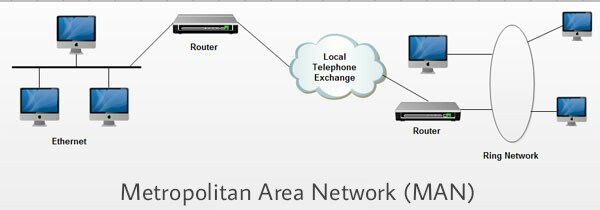 Router
Local
Telephone
Exchange
Ethernet
Router
Ring Network
Metropolitan Area Network (MAN)